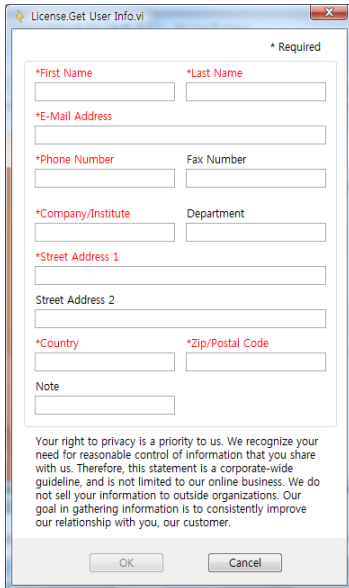 License.Get User Info.vi
* Required
*First Name *Last Name
*E-Mail Address
*Phone Number Fax Number
*Company/Institute Department
*Street Address 1
Street Address 2
*Country *Zip/Postal Code
Note
Your right to privacy is a priority to us. We recognize your
need for reasonable control of information that you share
with us. Therefore, this statement is a corporate-wide
guideline, and is not limited to our online business. We do
not sell your information to outside organizations. Our
goal in gathering information is to consistently improve
our relationship with you, our customer.
OK Cancel